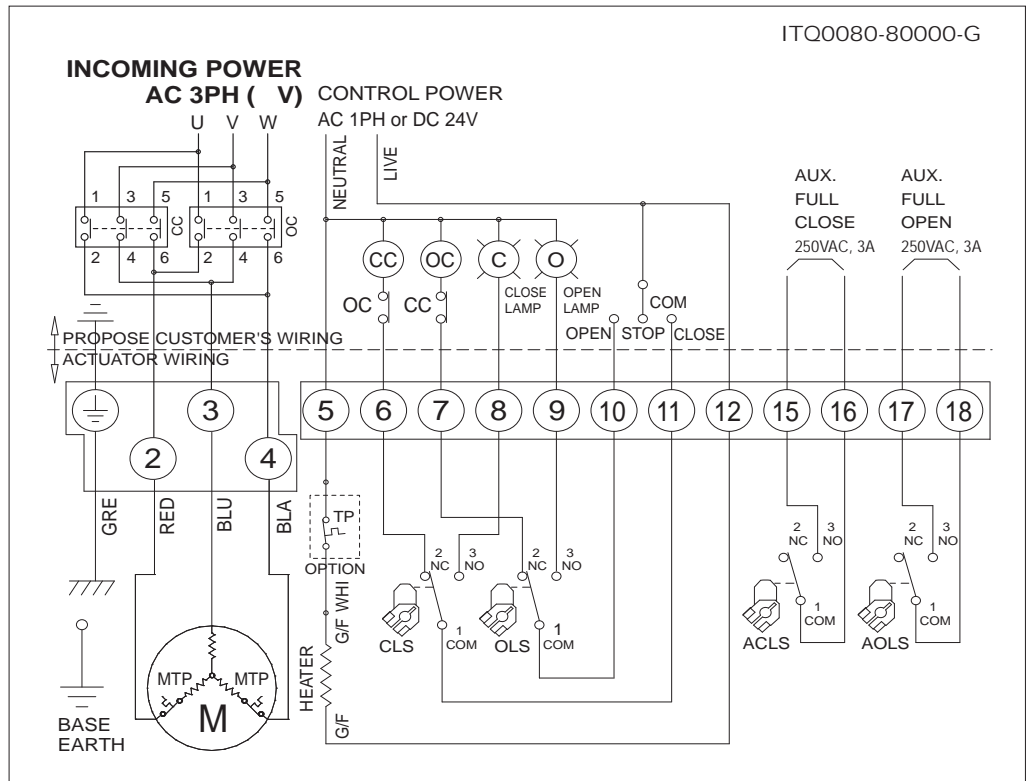 ITQ0080-80000-G
INCOMING POWER
AC 3PH ( V)
CONTROL POWER
AC 1PH or DC 24V
U V W
NEUTRAL
LIVE
1 3 5
1 3 5
CC
OC
2 4 6
2 4 6
CC
OC
C
O
OC
CC
CLOSE
LAMP
OPEN
LAMP
COM
OPEN
STOP
CLOSE
AUX.
FULL
CLOSE
250VAC, 3A
AUX.
FULL
OPEN
250VAC, 3A
PROPOSE CUSTOMER'S WIRING
ACTUATOR WIRING
3
2
4
5 6 7 8 9 10 11 12 15 16 17 18
GRE
RED
BLU
BLA
TP
OPTION
G/F WHI
HEATER
G/F
2
NC
3
NO
1
COM
CLS
2
NC
3
NO
1
COM
OLS
2
NC
3
NO
1
COM
ACLS
2
NC
3
NO
1
COM
AOLS
MTP
MTP
M
BASE
EARTH